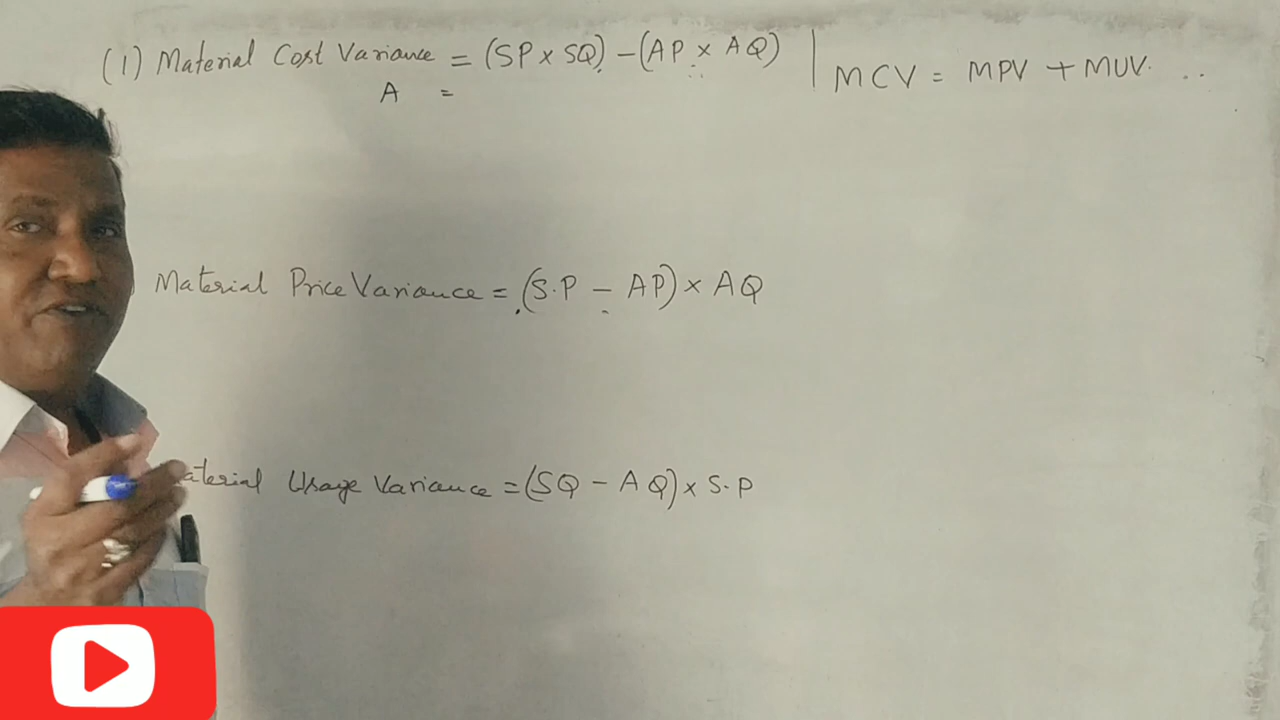 (1) Material Cost Variance = (SP × SQ) - (AP × AQ)
A =
MCV = MPV + MUV.
Material Price Variance = (S.P - AP) × AQ
aterial Usage Variance = (SQ - AQ) × S.P